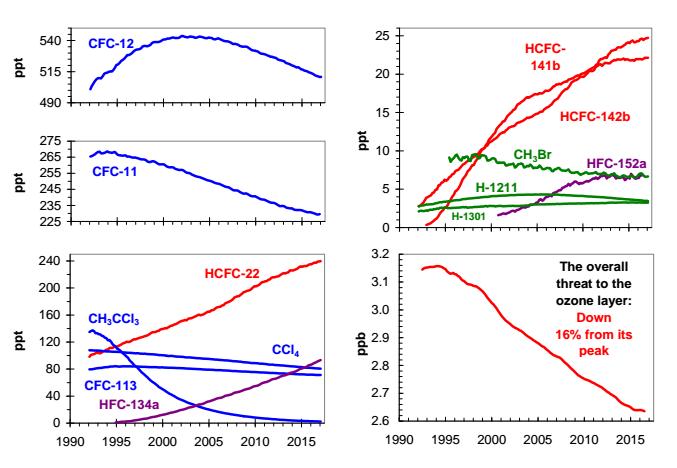 540
515
490
ppt
CFC-12
275
265
255
245
235
225
ppt
CFC-11
240
200
160
120
80
40
0
ppt
HCFC-22
CH₃CCl₃
CCl₄
CFC-113
HFC-134a
1990 1995 2000 2005 2010 2015
25
20
15
10
5
0
ppt
HCFC-
141b
HCFC-142b
CH₃Br
HFC-152a
H-1211
H-1301
3.2
3.1
3.0
2.9
2.8
2.7
2.6
ppb
The overall
threat to the
ozone layer:
Down
16% from its
peak
1990 1995 2000 2005 2010 2015